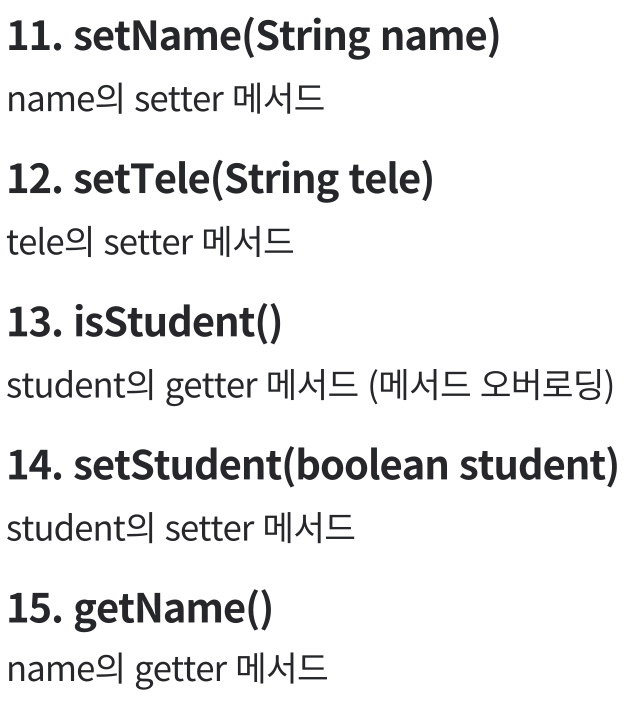 11. setName(String name)
name의 setter 메서드
12. setTele(String tele)
tele의 setter 메서드
13. isStudent()
student의 getter 메서드 (메서드 오버로딩)
14. setStudent(boolean student)
student의 setter 메서드
15. getName()
name의 getter 메서드